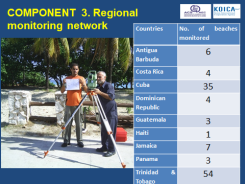 COMPONENT 3. Regional
monitoring network
KOICA
Countries No. of beaches
monitored
Antigua
Barbuda 6
Costa Rica 4
Cuba 35
Dominican
Republic 4
Guatemala 3
Haiti 1
Jamaica 7
Panama 3
Trinidad &
Tobago 54